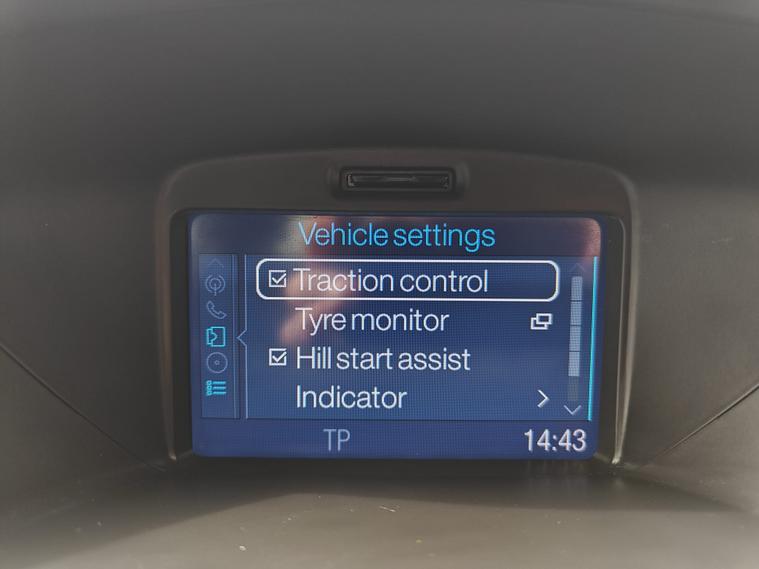 Vehicle settings
Traction control
Tyre monitor
Hill start assist
Indicator
TP 14:43